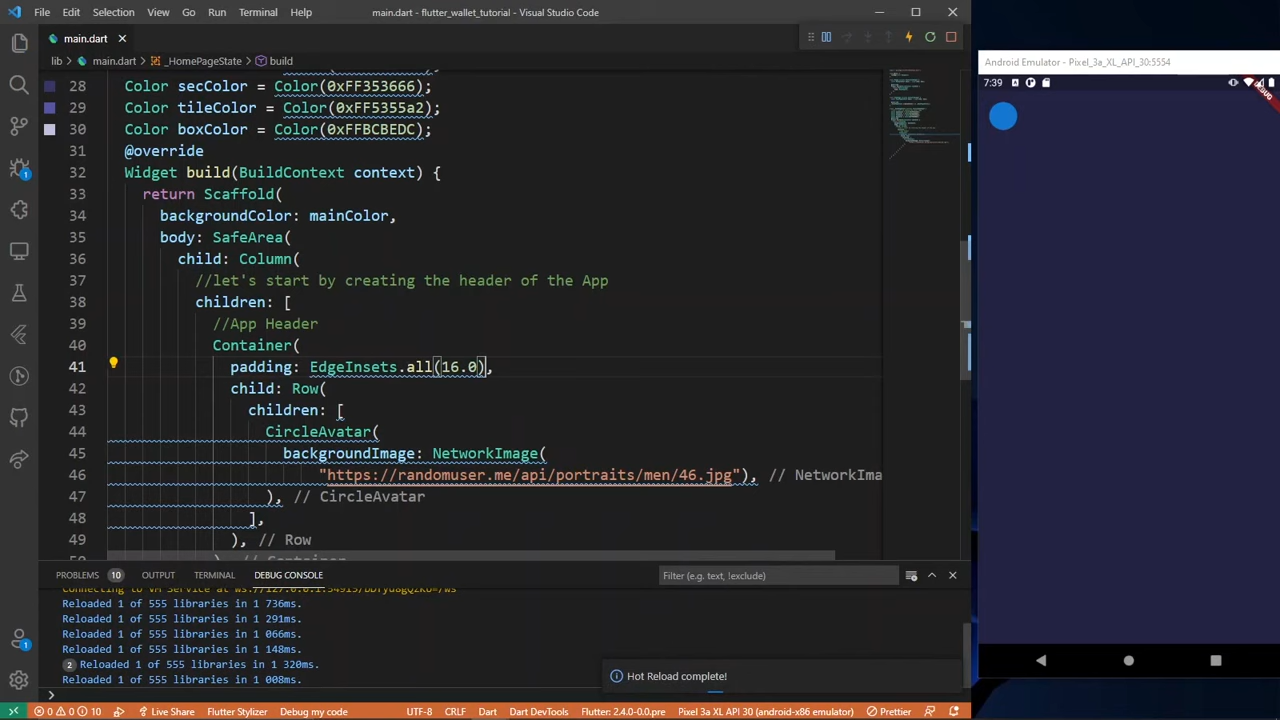 File Edit Selection View Go Run Terminal Help
main.dart - flutter_wallet_tutorial - Visual Studio Code
main.dart
lib > main.dart > _HomePageState > build
28 Color secColor = Color(0xFF353666);
29 Color tileColor = Color(0xFF5355a2);
30 Color boxColor = Color(0xFFBCBEDC);
31 @override
32 Widget build(BuildContext context) {
33 return Scaffold(
34 backgroundColor: mainColor,
35 body: SafeArea(
36 child: Column(
37 //let's start by creating the header of the App
38 children: [
39 //App Header
40 Container(
41 padding: EdgeInsets.all(16.0),
42 child: Row(
43 children: [
44 CircleAvatar(
45 backgroundImage: NetworkImage(
46 "https://randomuser.me/api/portraits/men/46.jpg"), // NetworkIma
47 ), // CircleAvatar
48 ],
49 ), // Row
PROBLEMS 10 OUTPUT TERMINAL DEBUG CONSOLE
Filter (e.g. text, !exclude)
Reloaded 1 of 555 libraries in 1 736ms.
Reloaded 1 of 555 libraries in 1 291ms.
Reloaded 1 of 555 libraries in 1 066ms.
Reloaded 1 of 555 libraries in 1 148ms.
2 Reloaded 1 of 555 libraries in 1 320ms.
Reloaded 1 of 555 libraries in 1 008ms.
Hot Reload complete!
>
0 0 10 Live Share Flutter Stylizer Debug my code UTF-8 CRLF Dart Dart DevTools Flutter: 2.4.0-0.0.pre Pixel 3a XL API 30 (android-x86 emulator) Prettier
Android Emulator - Pixel_3a_XL_API_30:5554
7:39
DEBUG
1
1